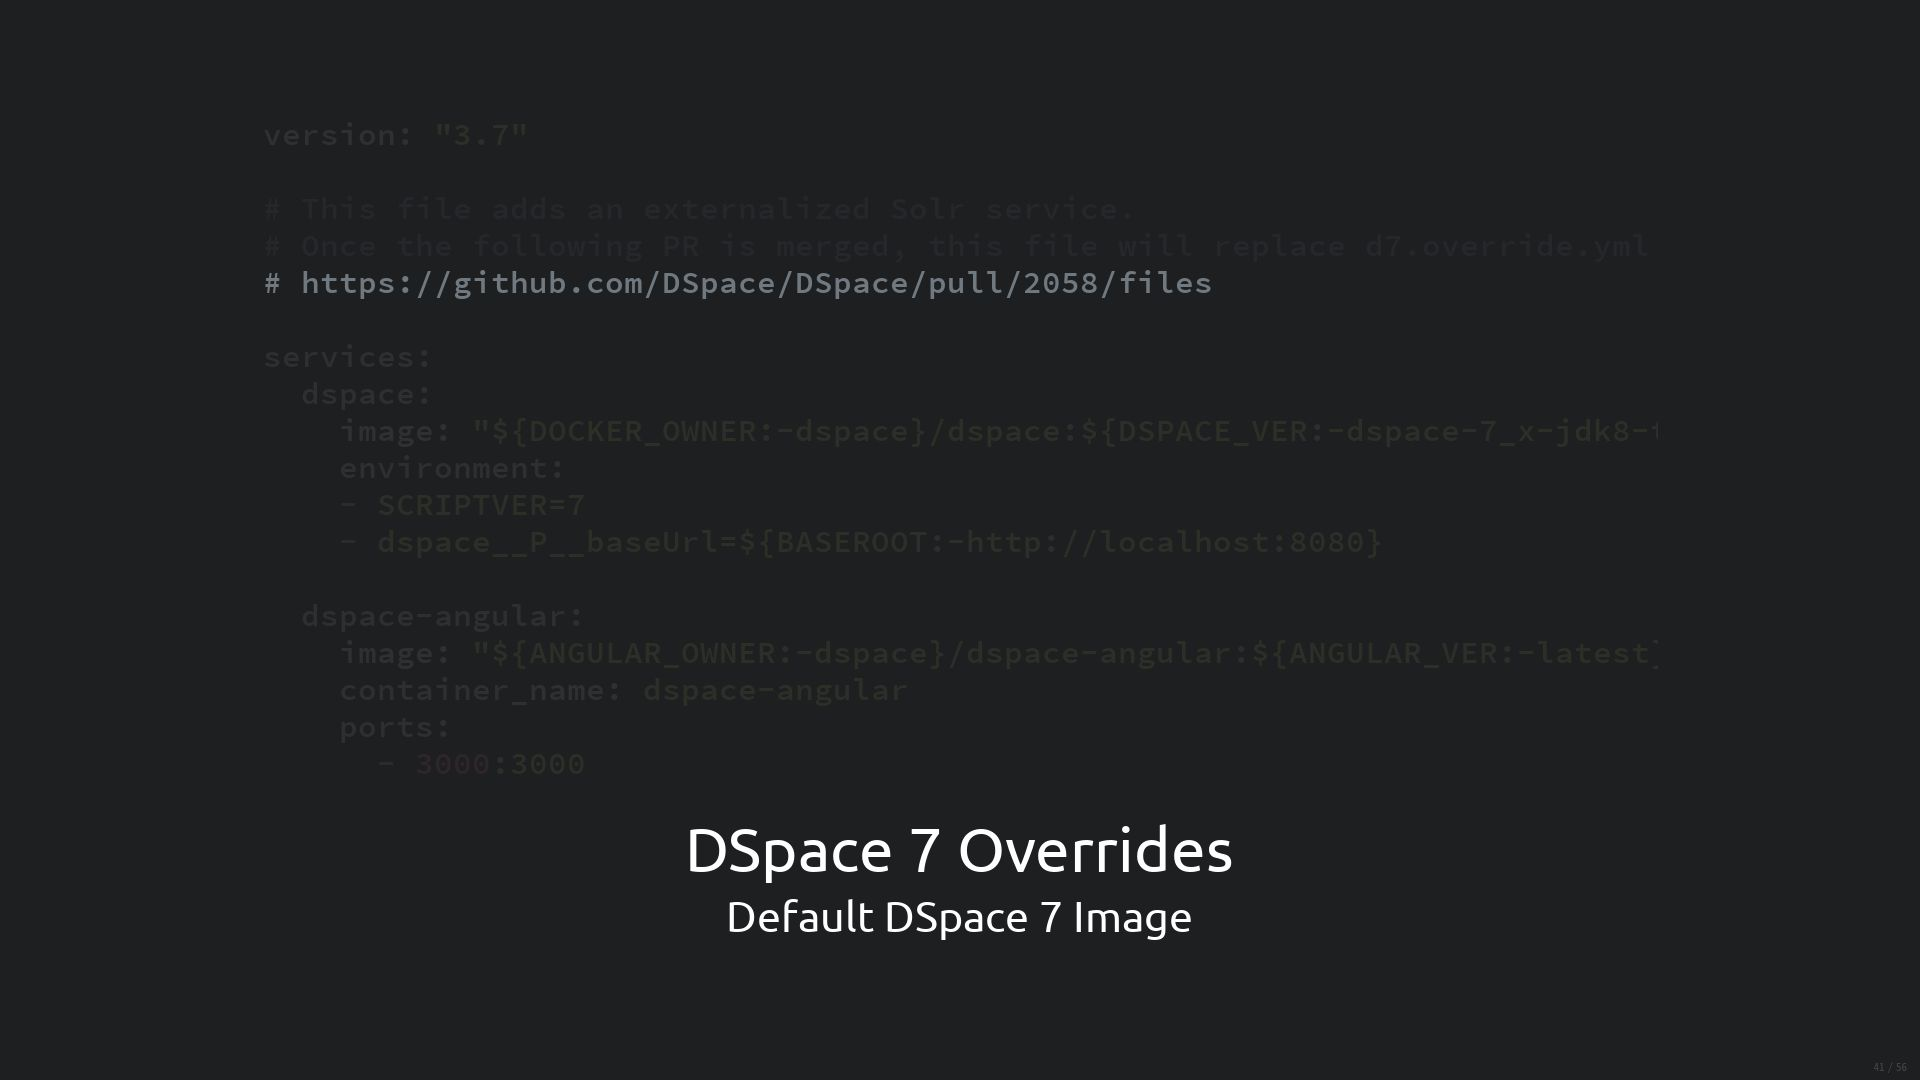 version: "3.7"
# This file adds an externalized Solr service.
# Once the following PR is merged, this file will replace d7.override.yml
# https://github.com/DSpace/DSpace/pull/2058/files
services:
  dspace:
    image: "${DOCKER_OWNER:-dspace}/dspace:${DSPACE_VER:-dspace-7_x-jdk8-
    environment:
    - SCRIPTVER=7
    - dspace__P__baseUrl=${BASEROOT:-http://localhost:8080}
  dspace-angular:
    image: "${ANGULAR_OWNER:-dspace}/dspace-angular:${ANGULAR_VER:-latest}
    container_name: dspace-angular
    ports:
      - 3000:3000
DSpace 7 Overrides
Default DSpace 7 Image
41 / 56